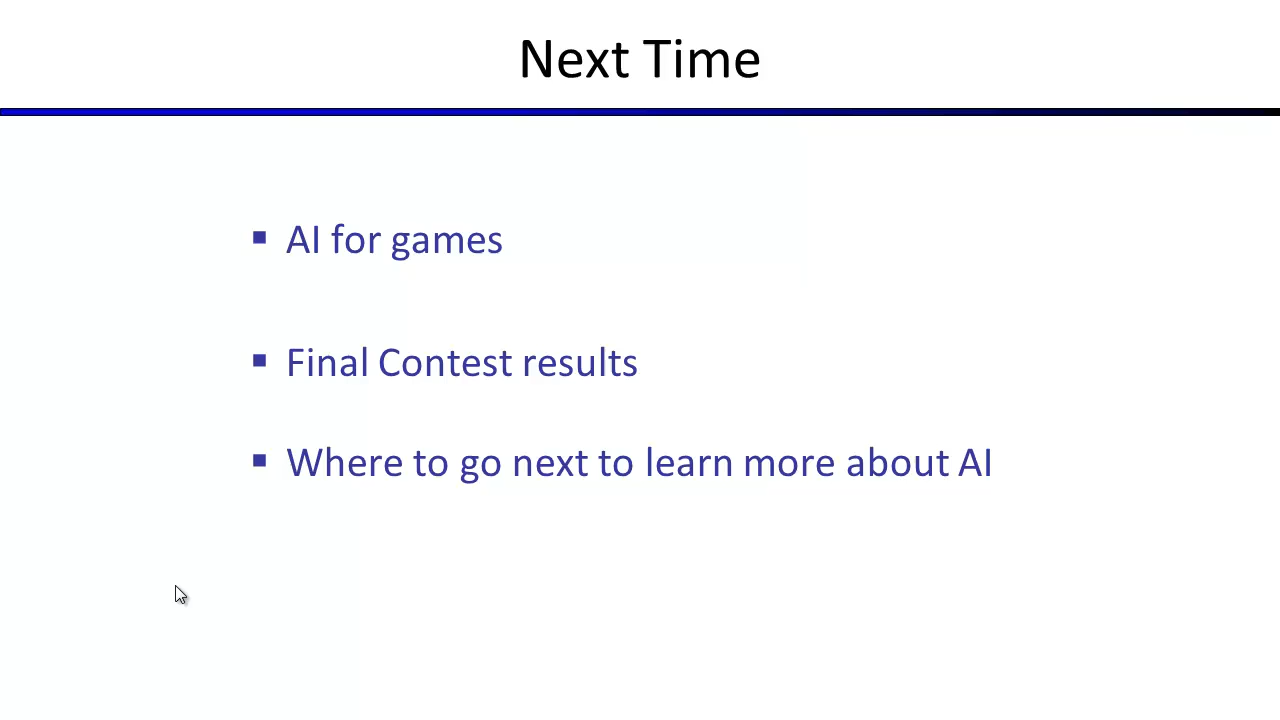 Next Time
▪ AI for games
▪ Final Contest results
▪ Where to go next to learn more about AI